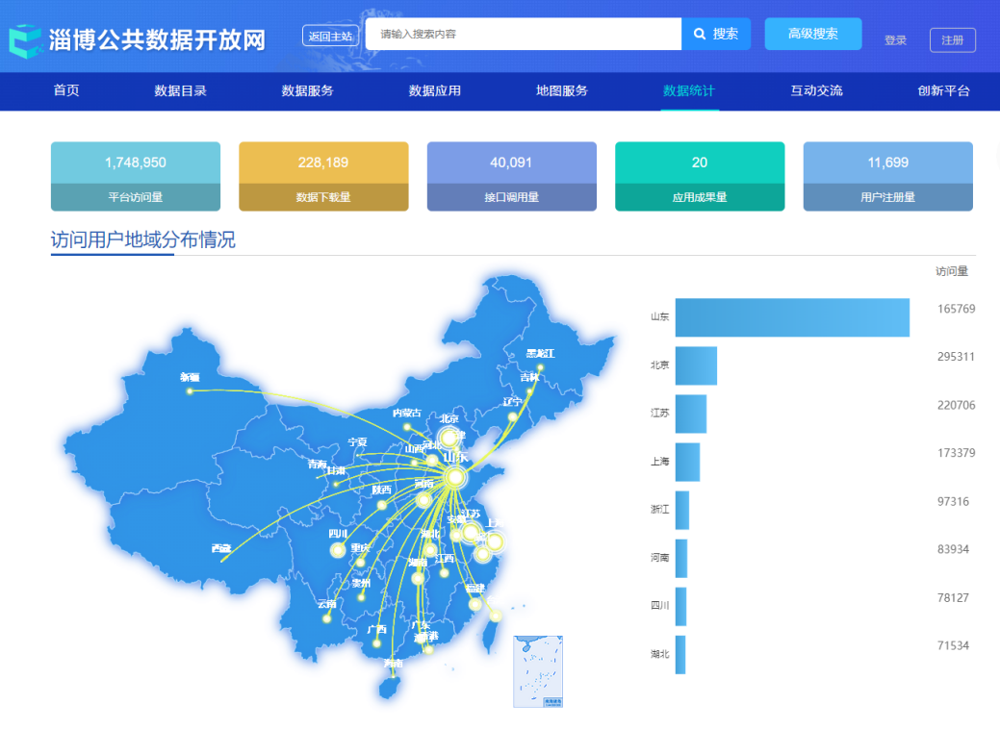 淄博公共数据开放网
返回主站
请输入搜索内容
搜索
高级搜索
登录
注册
首页
数据目录
数据服务
数据应用
地图服务
数据统计
互动交流
创新平台
1,748,950
228,189
40,091
20
11,699
平台访问量
数据下载量
接口调用量
应用成果量
用户注册量
访问用户地域分布情况
访问量
黑龙江
新疆
吉林
辽宁
内蒙古
北京
宁夏
山西
河北
山东
青海
甘肃
陕西
河南
江苏
安徽
四川
重庆
湖北
湖南
江西
贵州
福建
云南
广西
广东
海南
山东
165769
北京
295311
江苏
220706
上海
173379
浙江
97316
河南
83934
四川
78127
湖北
71534